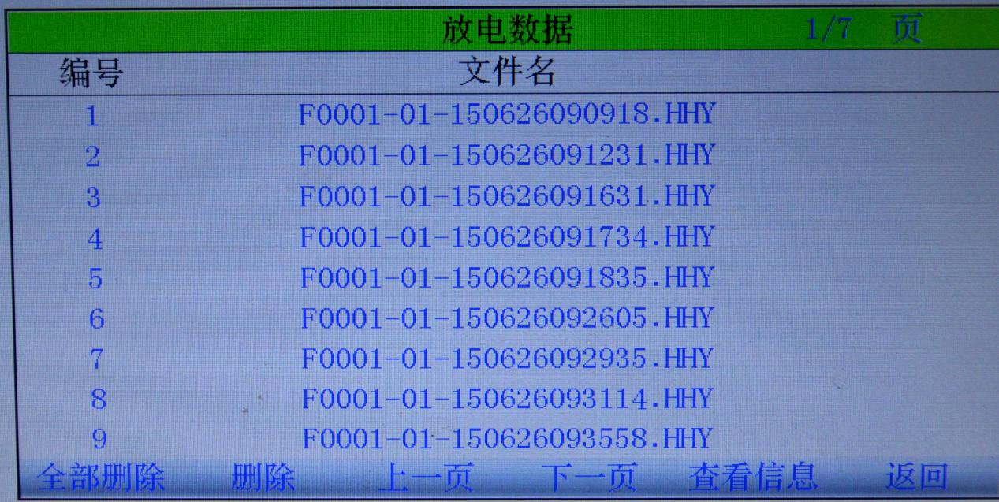 放电数据 1/7 页
编号 文件名
1 F0001-01-150626090918.HHY
2 F0001-01-150626091231.HHY
3 F0001-01-150626091631.HHY
4 F0001-01-150626091734.HHY
5 F0001-01-150626091835.HHY
6 F0001-01-150626092605.HHY
7 F0001-01-150626092935.HHY
8 F0001-01-150626093114.HHY
9 F0001-01-150626093558.HHY
全部删除 删除 上一页 下一页 查看信息 返回